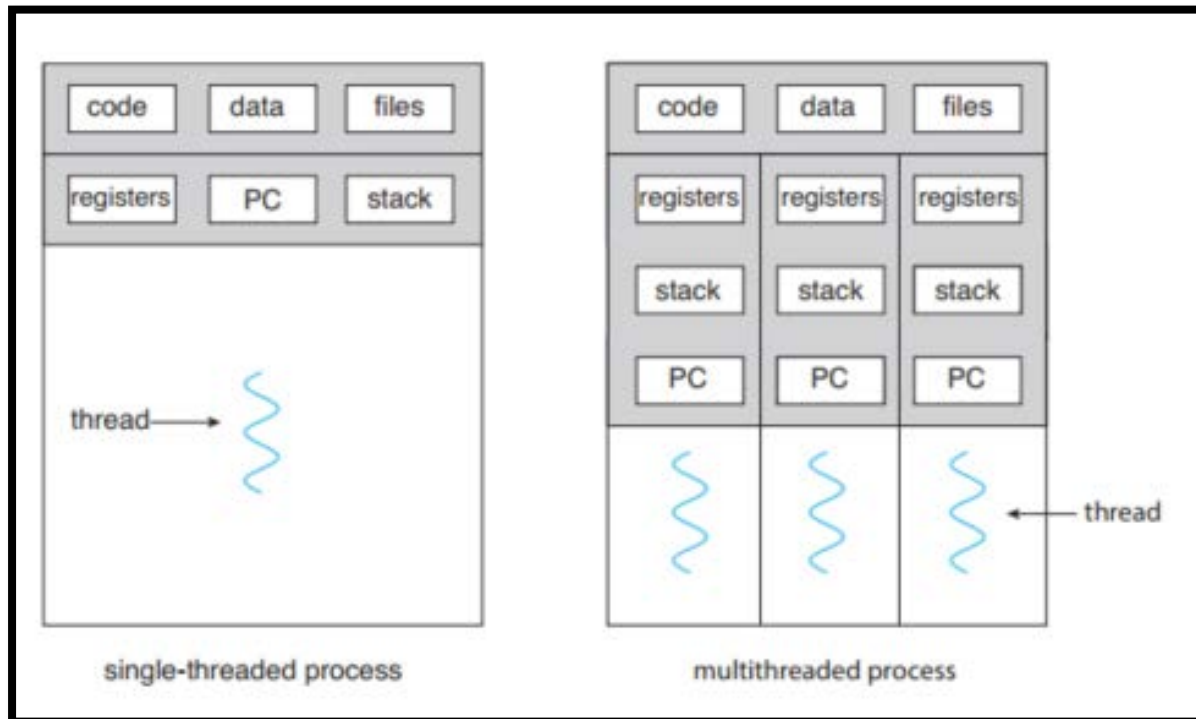 code data files
registers PC stack
thread
single-threaded process
code data files
registers registers registers
stack stack stack
PC PC PC
thread
multithreaded process